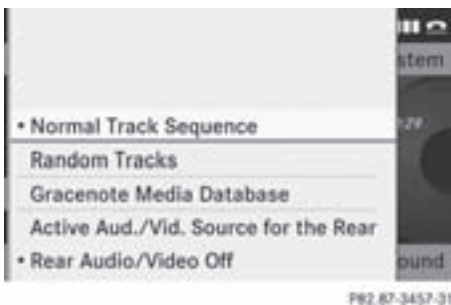 stem
• Normal Track Sequence
Random Tracks
Gracenote Media Database
Active Aud./Vid. Source for the Rear
• Rear Audio/Video Off
ound
P82.87-3457-31